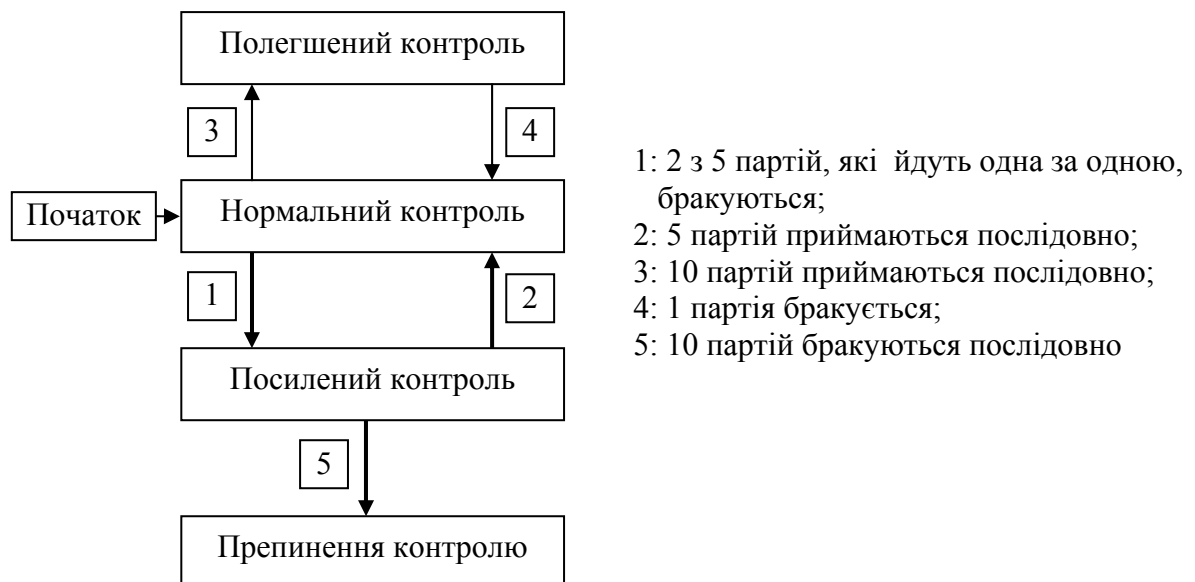 Полегшений контроль
3
4
Початок
Нормальний контроль
1
2
Посилений контроль
5
Препинення контролю
1: 2 з 5 партій, які йдуть одна за одною,
бракуються;
2: 5 партій приймаються послідовно;
3: 10 партій приймаються послідовно;
4: 1 партія бракується;
5: 10 партій бракуються послідовно